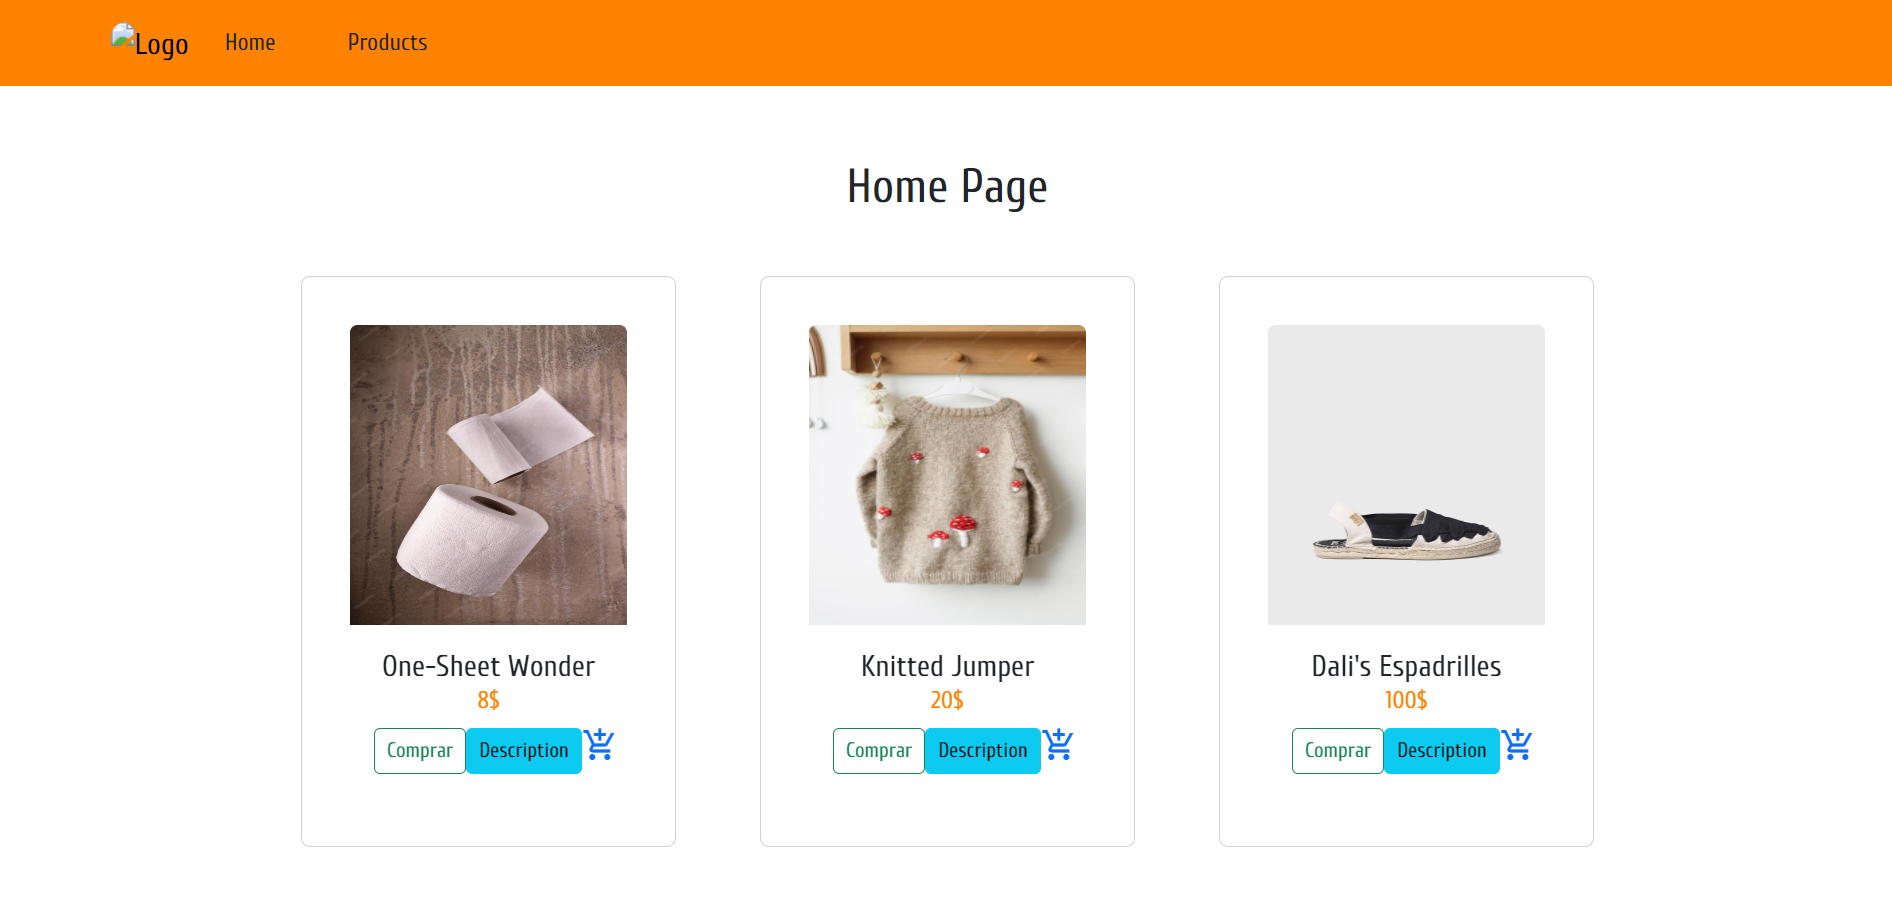 Logo Home Products
Home Page
One-Sheet Wonder
8$
Comprar Description
Knitted Jumper
20$
Comprar Description
Dali's Espadrilles
100$
Comprar Description